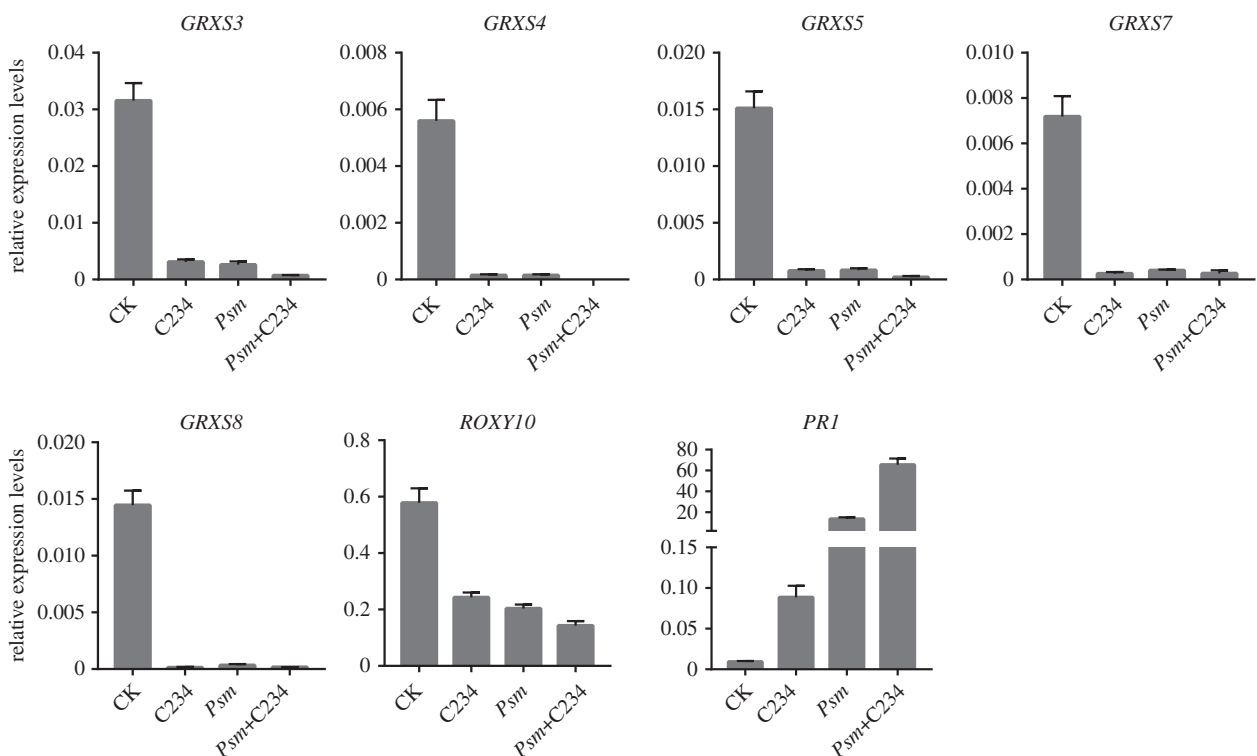 GRXS3
GRXS4
GRXS5
GRXS7
relative expression levels
0.04
0.03
0.02
0.01
0
CK
C234
Psm
Psm+C234
0.008
0.006
0.004
0.002
0
CK
C234
Psm
Psm+C234
0.020
0.015
0.010
0.005
0
CK
C234
Psm
Psm+C234
0.010
0.008
0.006
0.004
0.002
0
CK
C234
Psm
Psm+C234
GRXS8
ROXY10
PR1
relative expression levels
0.020
0.015
0.010
0.005
0
CK
C234
Psm
Psm+C234
0.8
0.6
0.4
0.2
0
CK
C234
Psm
Psm+C234
80
60
40
20
0.15
0.10
0.05
0
CK
C234
Psm
Psm+C234